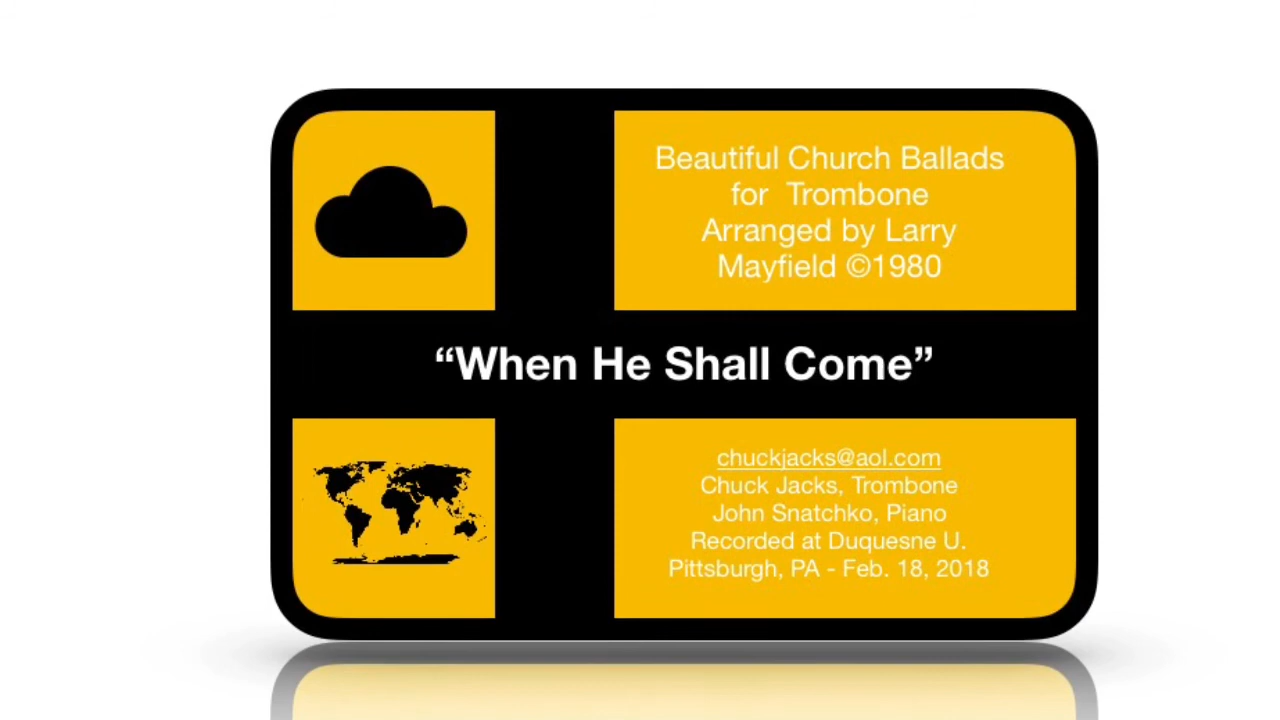 Beautiful Church Ballads
for Trombone
Arranged by Larry
Mayfield ©1980
“When He Shall Come”
chuckjacks@aol.com
Chuck Jacks, Trombone
John Snatchko, Piano
Recorded at Duquesne U.
Pittsburgh, PA - Feb. 18, 2018